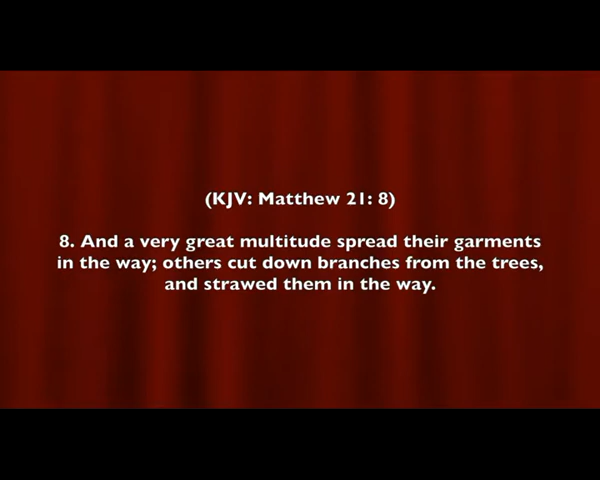 (KJV: Matthew 21: 8)
8. And a very great multitude spread their garments
in the way; others cut down branches from the trees,
and strawed them in the way.